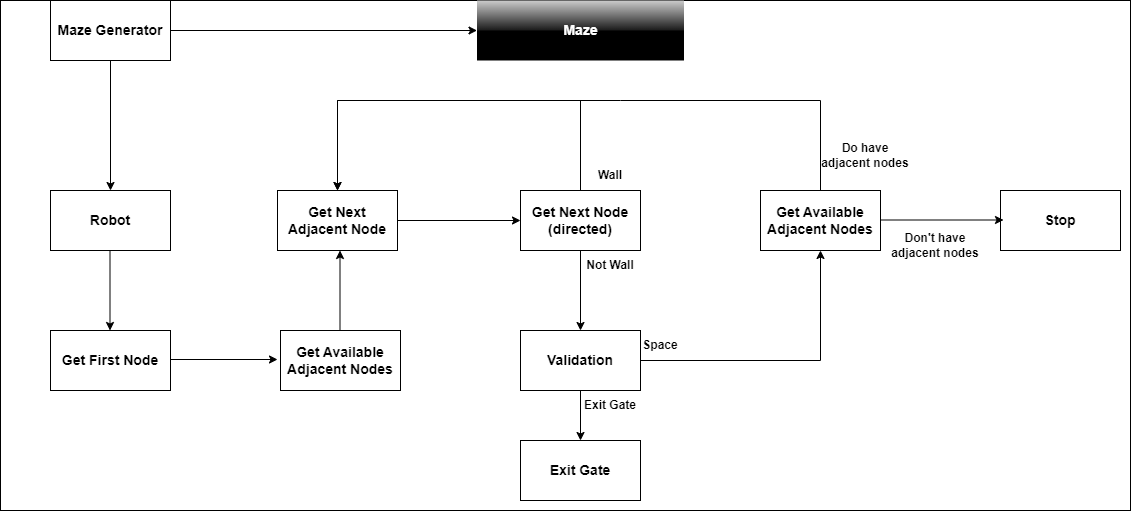 Maze Generator
Maze
Do have
adjacent nodes
Wall
Robot
Get Next
Adjacent Node
Get Next Node
(directed)
Get Available
Adjacent Nodes
Stop
Don't have
adjacent nodes
Not Wall
Space
Get First Node
Get Available
Adjacent Nodes
Validation
Exit Gate
Exit Gate